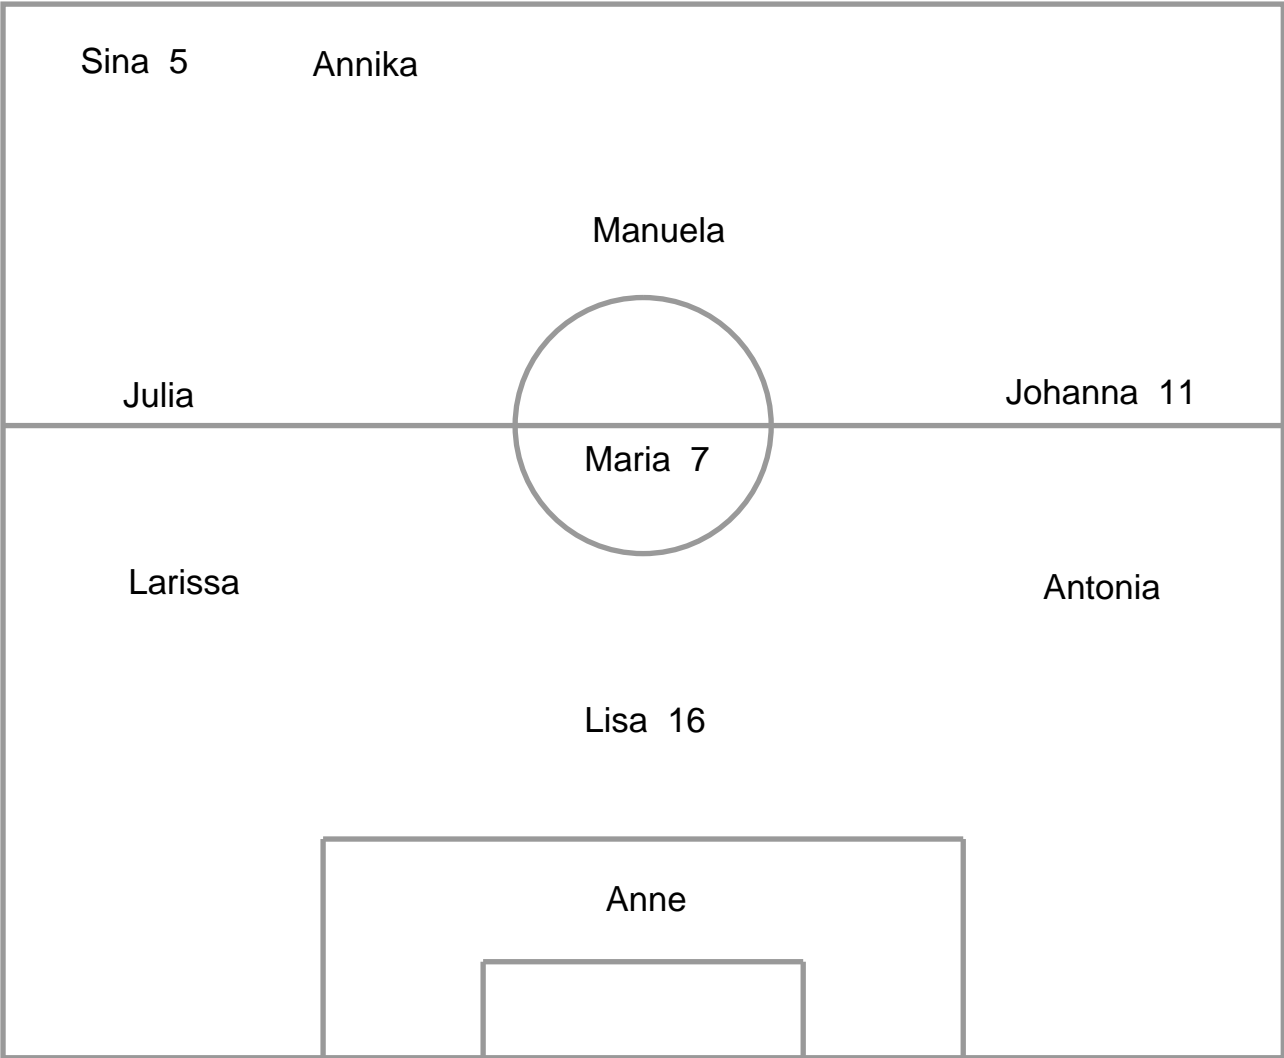 Sina 5 Annika
Manuela
Julia Johanna 11
Maria 7
Larissa Antonia
Lisa 16
Anne